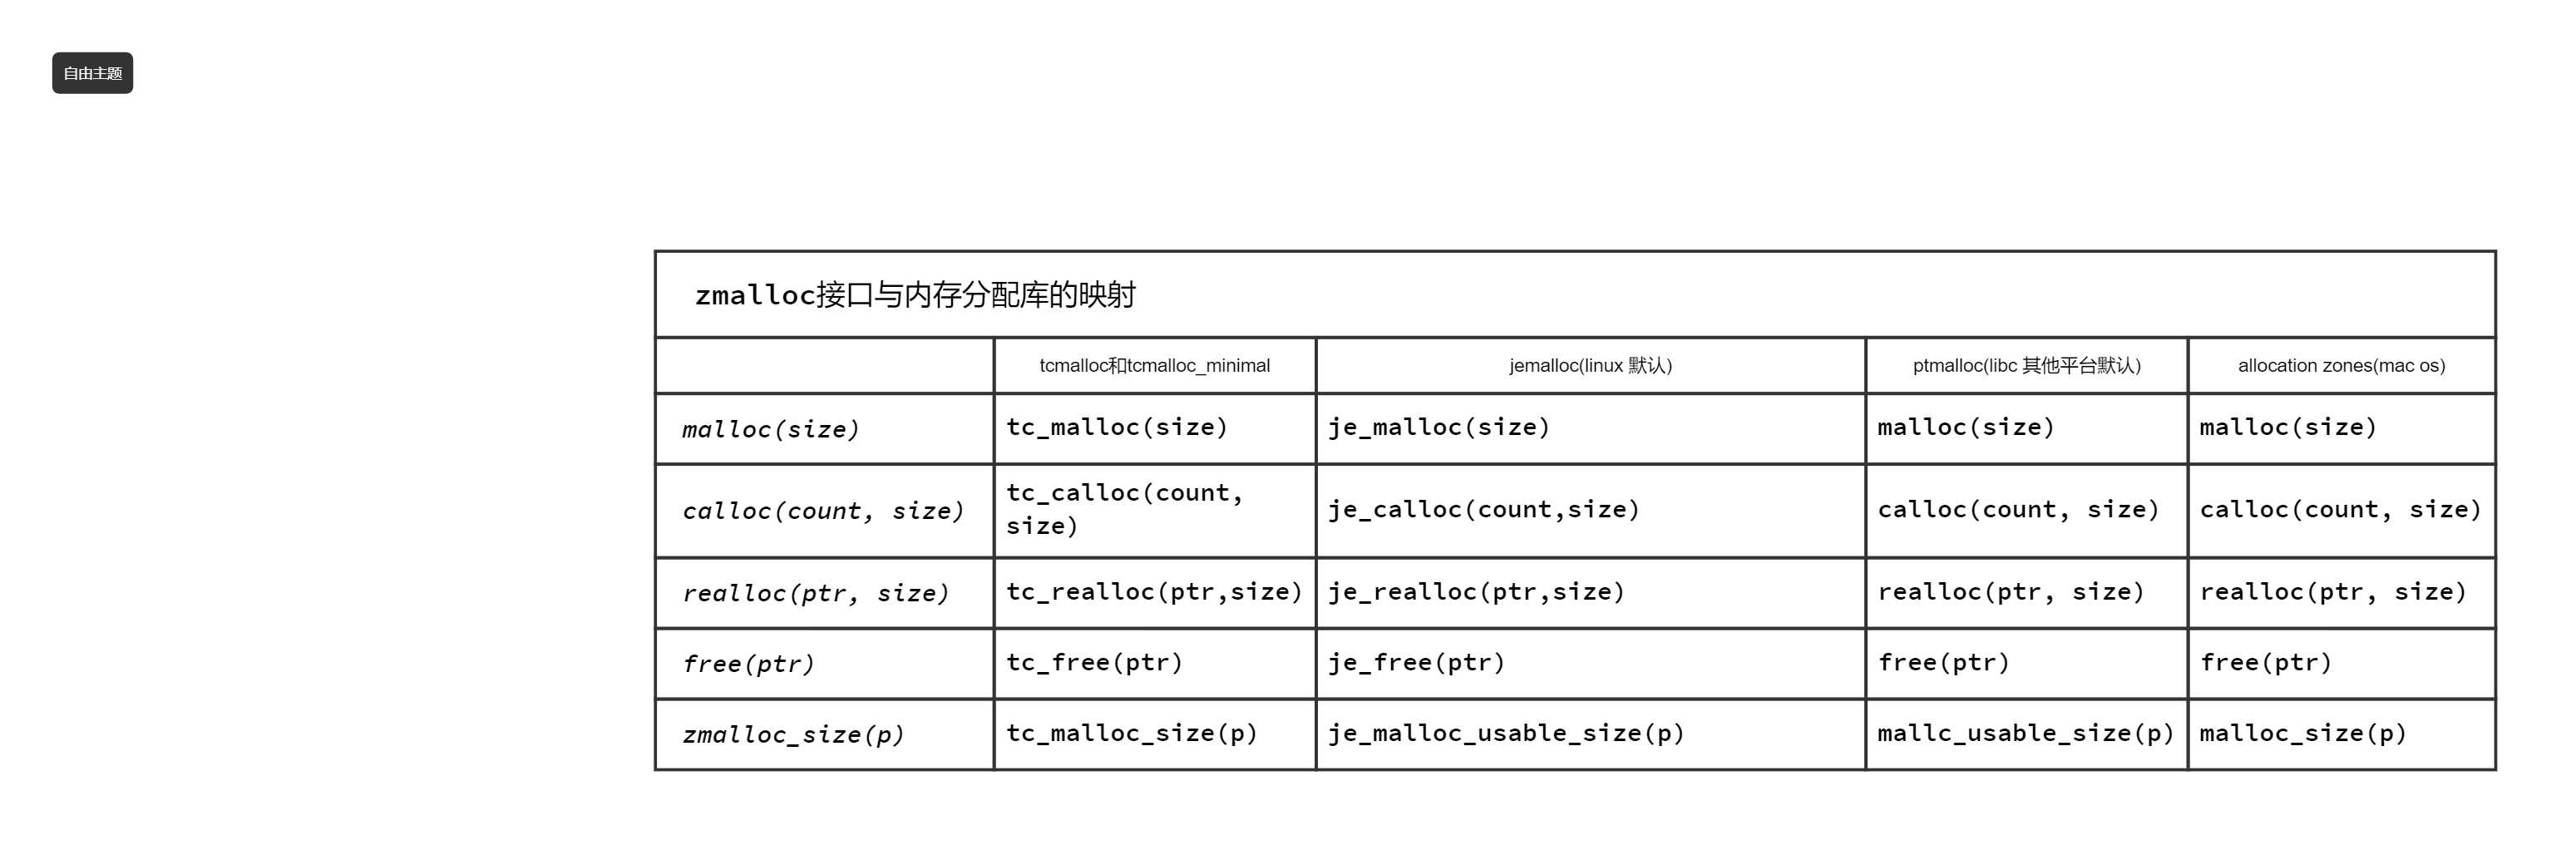 自由主题
zmalloc接口与内存分配库的映射
tcmalloc和tcmalloc_minimal
jemalloc(linux 默认)
ptmalloc(libc 其他平台默认)
allocation zones(mac os)
malloc(size)
tc_malloc(size)
je_malloc(size)
malloc(size)
malloc(size)
calloc(count, size)
tc_calloc(count,
size)
je_calloc(count,size)
calloc(count, size)
calloc(count, size)
realloc(ptr, size)
tc_realloc(ptr,size)
je_realloc(ptr,size)
realloc(ptr, size)
realloc(ptr, size)
free(ptr)
tc_free(ptr)
je_free(ptr)
free(ptr)
free(ptr)
zmalloc_size(p)
tc_malloc_size(p)
je_malloc_usable_size(p)
mallc_usable_size(p)
malloc_size(p)